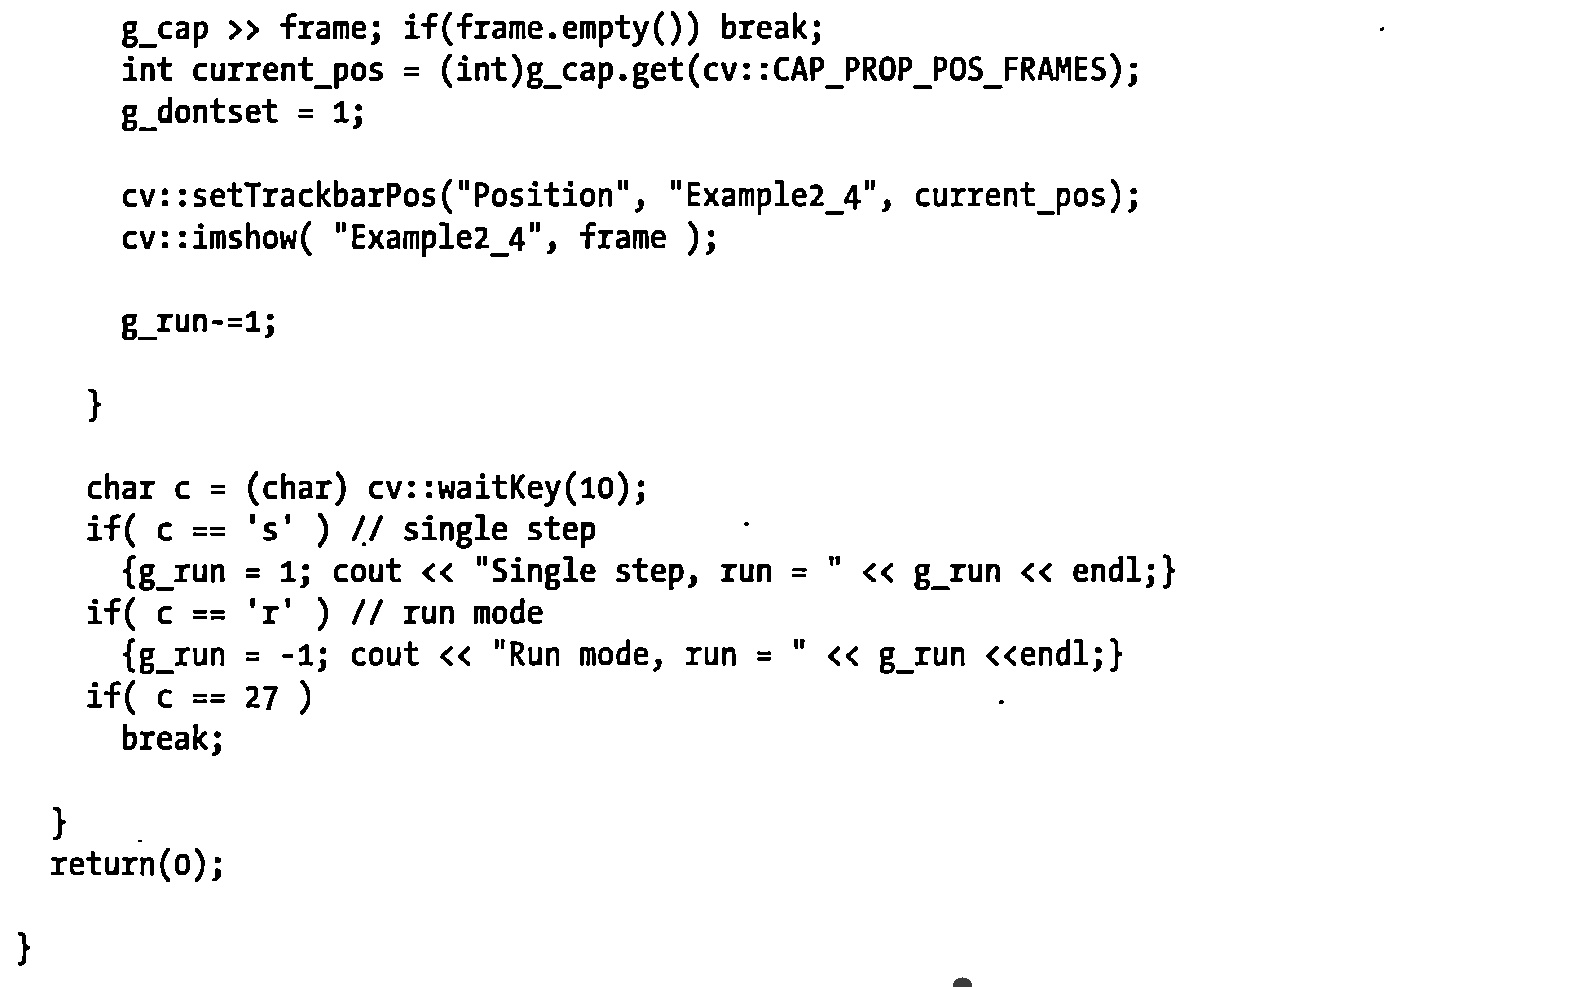 g_cap >> frame; if(frame.empty()) break;
int current_pos = (int)g_cap.get(cv::CAP_PROP_POS_FRAMES);
g_dontset = 1;
cv::setTrackbarPos("Position", "Example2_4", current_pos);
cv::imshow( "Example2_4", frame );
g_run-=1;
}
char c = (char) cv::waitKey(10);
if( c == 's' ) // single step
{g_run = 1; cout << "Single step, run = " << g_run << endl;}
if( c == 'r' ) // run mode
{g_run = -1; cout << "Run mode, run = " << g_run <<endl;}
if( c == 27 )
break;
}
return(0);
}